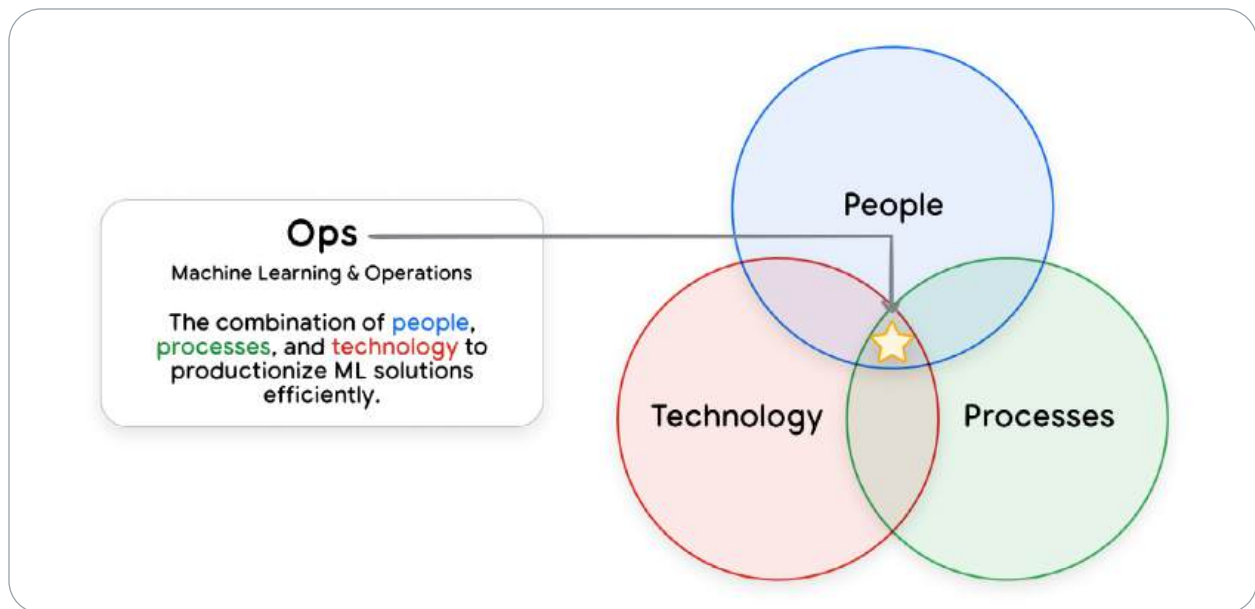 Ops
Machine Learning & Operations
The combination of people,
processes, and technology to
productionize ML solutions
efficiently.
People
Technology
Processes